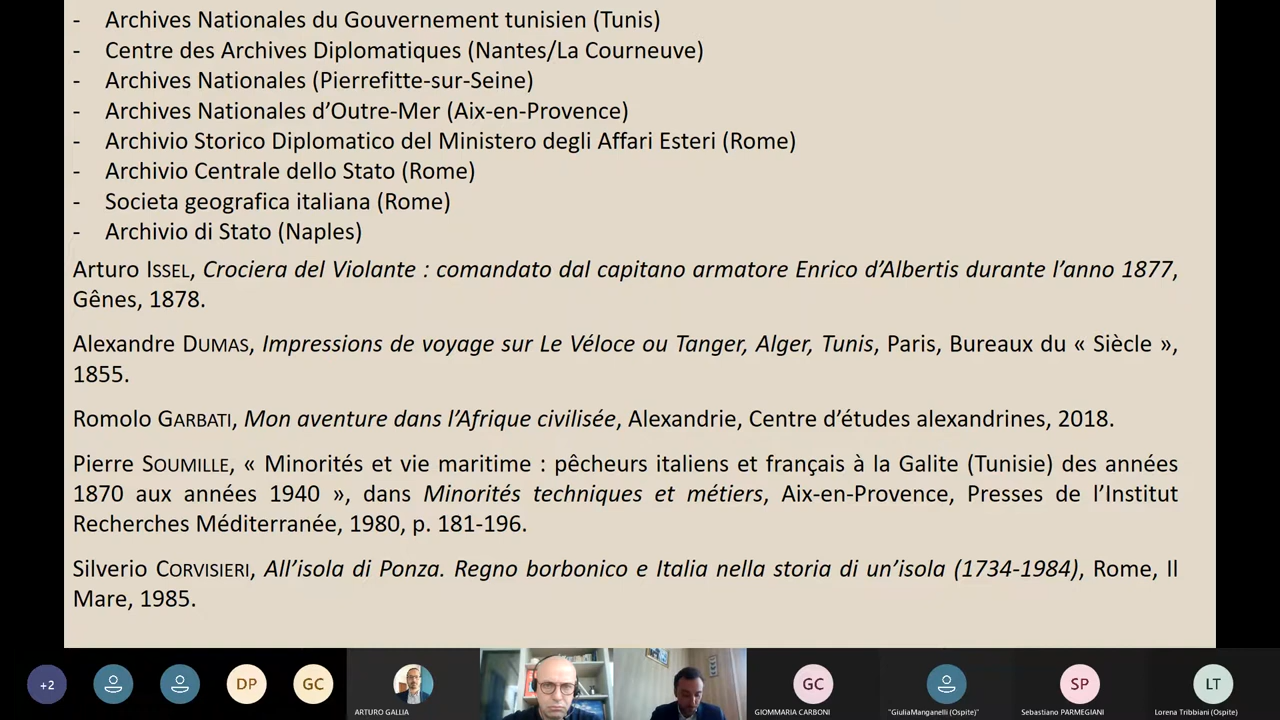 - Archives Nationales du Gouvernement tunisien (Tunis)
- Centre des Archives Diplomatiques (Nantes/La Courneuve)
- Archives Nationales (Pierrefitte-sur-Seine)
- Archives Nationales d’Outre-Mer (Aix-en-Provence)
- Archivio Storico Diplomatico del Ministero degli Affari Esteri (Rome)
- Archivio Centrale dello Stato (Rome)
- Societa geografica italiana (Rome)
- Archivio di Stato (Naples)
Arturo ISSEL, Crociera del Violante : comandato dal capitano armatore Enrico d’Albertis durante l’anno 1877,
Gênes, 1878.
Alexandre DUMAS, Impressions de voyage sur Le Véloce ou Tanger, Alger, Tunis, Paris, Bureaux du « Siècle »,
1855.
Romolo GARBATI, Mon aventure dans l’Afrique civilisée, Alexandrie, Centre d’études alexandrines, 2018.
Pierre SOUMILLE, « Minorités et vie maritime : pêcheurs italiens et français à la Galite (Tunisie) des années
1870 aux années 1940 », dans Minorités techniques et métiers, Aix-en-Provence, Presses de l’Institut
Recherches Méditerranée, 1980, p. 181-196.
Silverio CORVISIERI, All’isola di Ponza. Regno borbonico e Italia nella storia di un’isola (1734-1984), Rome, Il
Mare, 1985.
+2
DP
GC
ARTURO GALLIA
GC
GIOMMARIA CARBONI
"GiuliaManganelli (Ospite)"
SP
Sebastiano PARMEGIANI
LT
Lorena Tribbiani (Ospite)